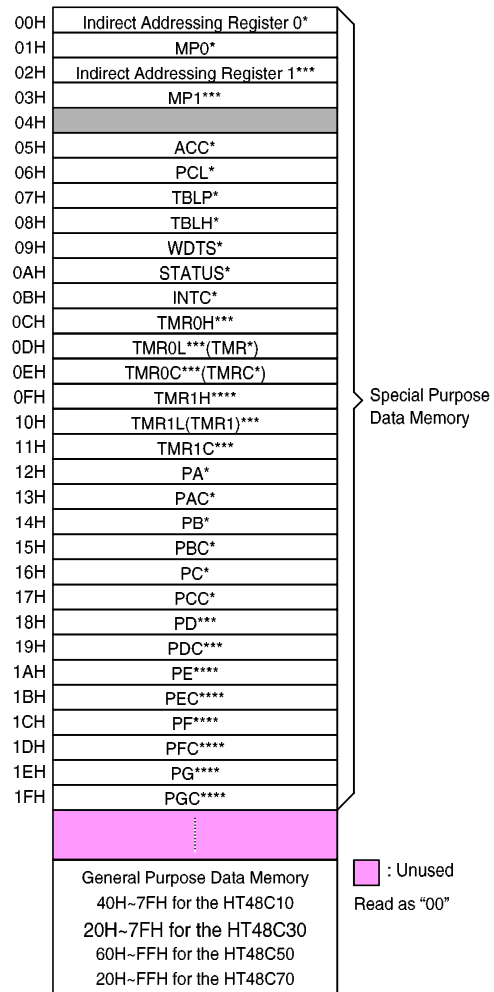 00H Indirect Addressing Register 0*
01H MP0*
02H Indirect Addressing Register 1***
03H MP1***
04H
05H ACC*
06H PCL*
07H TBLP*
08H TBLH*
09H WDTS*
0AH STATUS*
0BH INTC*
0CH TMR0H***
0DH TMR0L***(TMR*)
0EH TMR0C***(TMRC*)
0FH TMR1H****
10H TMR1L(TMR1)***
11H TMR1C***
12H PA*
13H PAC*
14H PB*
15H PBC*
16H PC*
17H PCC*
18H PD***
19H PDC***
1AH PE****
1BH PEC****
1CH PF****
1DH PFC****
1EH PG****
1FH PGC****
Special Purpose
Data Memory
General Purpose Data Memory
40H~7FH for the HT48C10
20H~7FH for the HT48C30
60H~FFH for the HT48C50
20H~FFH for the HT48C70
: Unused
Read as “00”